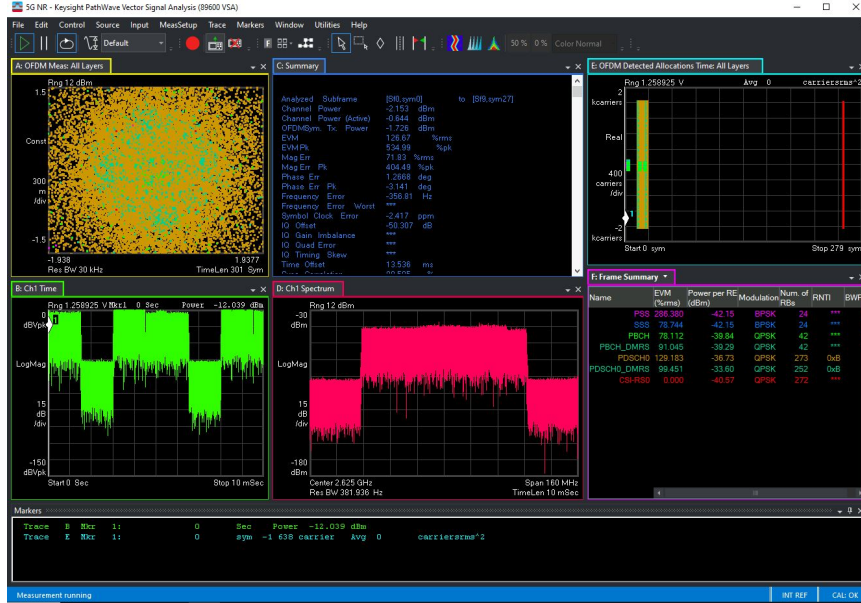 5G NR - Keysight PathWave Vector Signal Analysis (89600 VSA)
File Edit Control Source Input MeasSetup Trace Markers Window Utilities Help
Default
50 % 0 % Color Normal
A: OFDM Meas: All Layers
Rng 12 dBm
1.5
Const
300
m
/div
-1.5
-1.938 1.9377
Res BW 30 kHz TimeLen 301 Sym
C: Summary
Analyzed Subframe [Sf0,sym0] to [Sf9,sym27]
Channel Power -2.153 dBm
Channel Power (Active) -0.644 dBm
OFDMSym. Tx. Power -1.726 dBm
EVM 126.67 %rms
EVM Pk 534.99 %pk
Mag Err 71.83 %rms
Mag Err Pk 404.49 %pk
Phase Err 1.2668 deg
Phase Err Pk -3.141 deg
Frequency Error -356.81 Hz
Frequency Error Worst ***
Symbol Clock Error -2.417 ppm
IQ Offset -50.387 dB
IQ Gain Imbalance ***
IQ Quad Error ***
IQ Timing Skew ***
Time Offset 13.536 ms
E: OFDM Detected Allocations Time: All Layers
Rng 1.258925 V Avg 0 carriersrms^2
2
kcarriers
Real
400
carriers
/div
1
-2
kcarriers
Start 0 sym Stop 279 sym
B: Ch1 Time
Rng 1.258925 V Mkr1 0 Sec Power -12.039 dBm
0
dBVpk
1
LogMag
15
dB
/div
-150
dBVpk
Start 0 Sec Stop 10 mSec
D: Ch1 Spectrum
Rng 12 dBm
-30
dBm
LogMag
15
dB
/div
-180
dBm
Center 2.625 GHz Span 160 MHz
Res BW 381.936 Hz TimeLen 10 mSec
F: Frame Summary
Name EVM (%rms) Power per RE (dBm) Modulation Num. of RBs RNTI BWF
PSS 286.380 -42.15 BPSK 24 ***
SSS 78.744 -42.15 BPSK 24 ***
PBCH 78.112 -39.84 QPSK 42 ***
PBCH_DMRS 91.045 -39.29 QPSK 42 ***
PDSCH0 129.183 -36.73 QPSK 273 0xB
PDSCH0_DMRS 99.451 -33.60 QPSK 252 0xB
CSI-RS0 0.000 -40.57 QPSK 272 ***
Markers
Trace B Mkr 1: 0 Sec Power -12.039 dBm
Trace E Mkr 1: 0 sym -1 638 carrier Avg 0 carriersrms^2
Measurement running INT REF CAL: OK